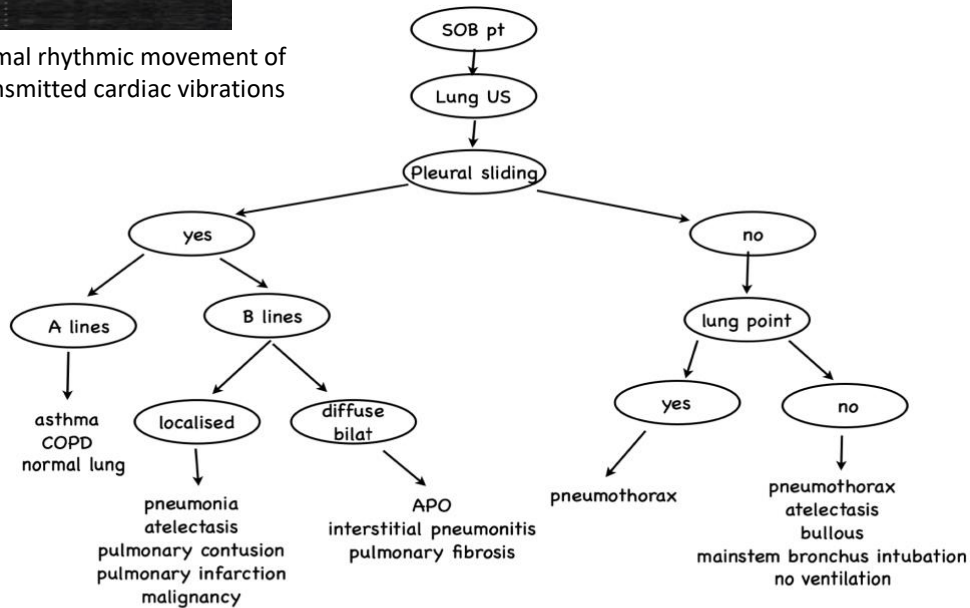 rhythmic movement of
cardiac vibrations
SOB pt
Lung US
Pleural sliding
yes
no
A lines
B lines
lung point
asthma
COPD
normal lung
localised
diffuse
bilat
yes
no
pneumonia
atelectasis
pulmonary contusion
pulmonary infarction
malignancy
APO
interstitial pneumonitis
pulmonary fibrosis
pneumothorax
pneumothorax
atelectasis
bullous
mainstem bronchus intubation
no ventilation